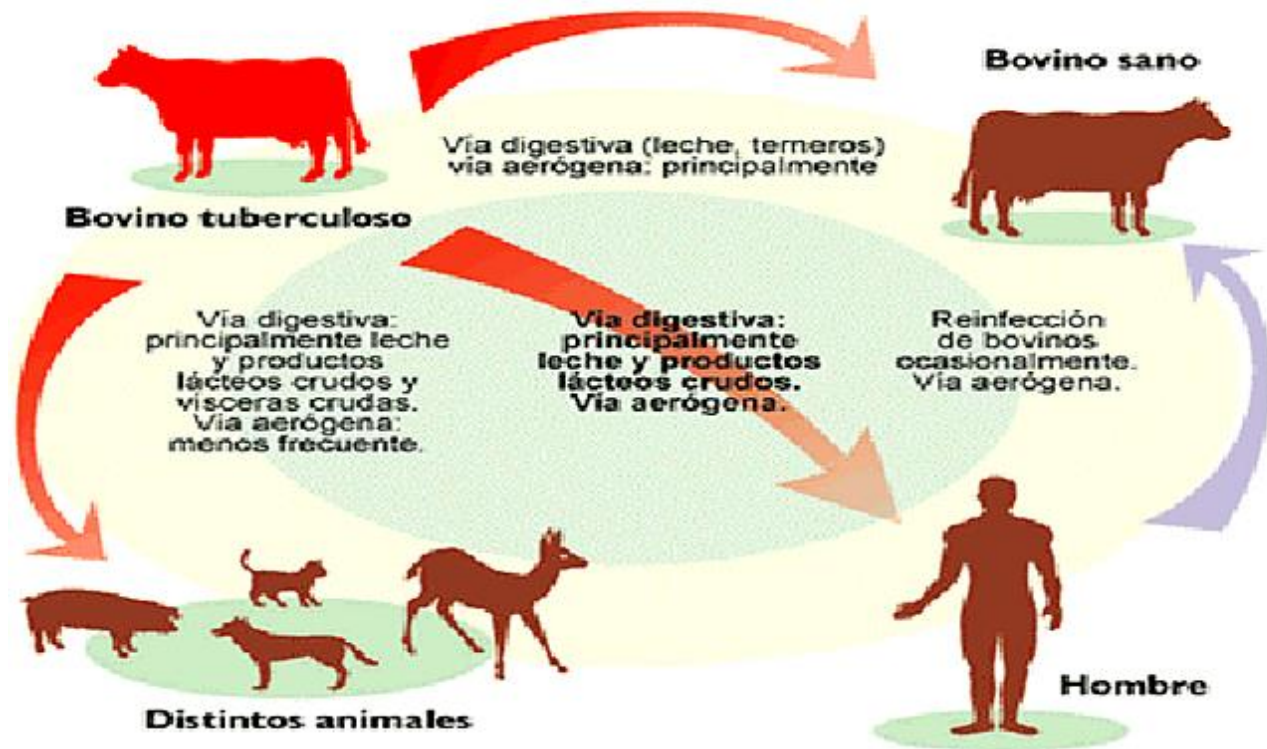 Bovino sano
Vía digestiva (leche, terneros)
vía aerógena: principalmente
Bovino tuberculoso
Vía digestiva:
principalmente leche
y productos
lácteos crudos y
vísceras crudas.
Vía aerógena:
menos frecuente.
Vía digestiva:
principalmente
leche y productos
lácteos crudos.
Vía aerógena.
Reinfección
de bovinos
ocasionalmente.
Vía aerógena.
Distintos animales
Hombre